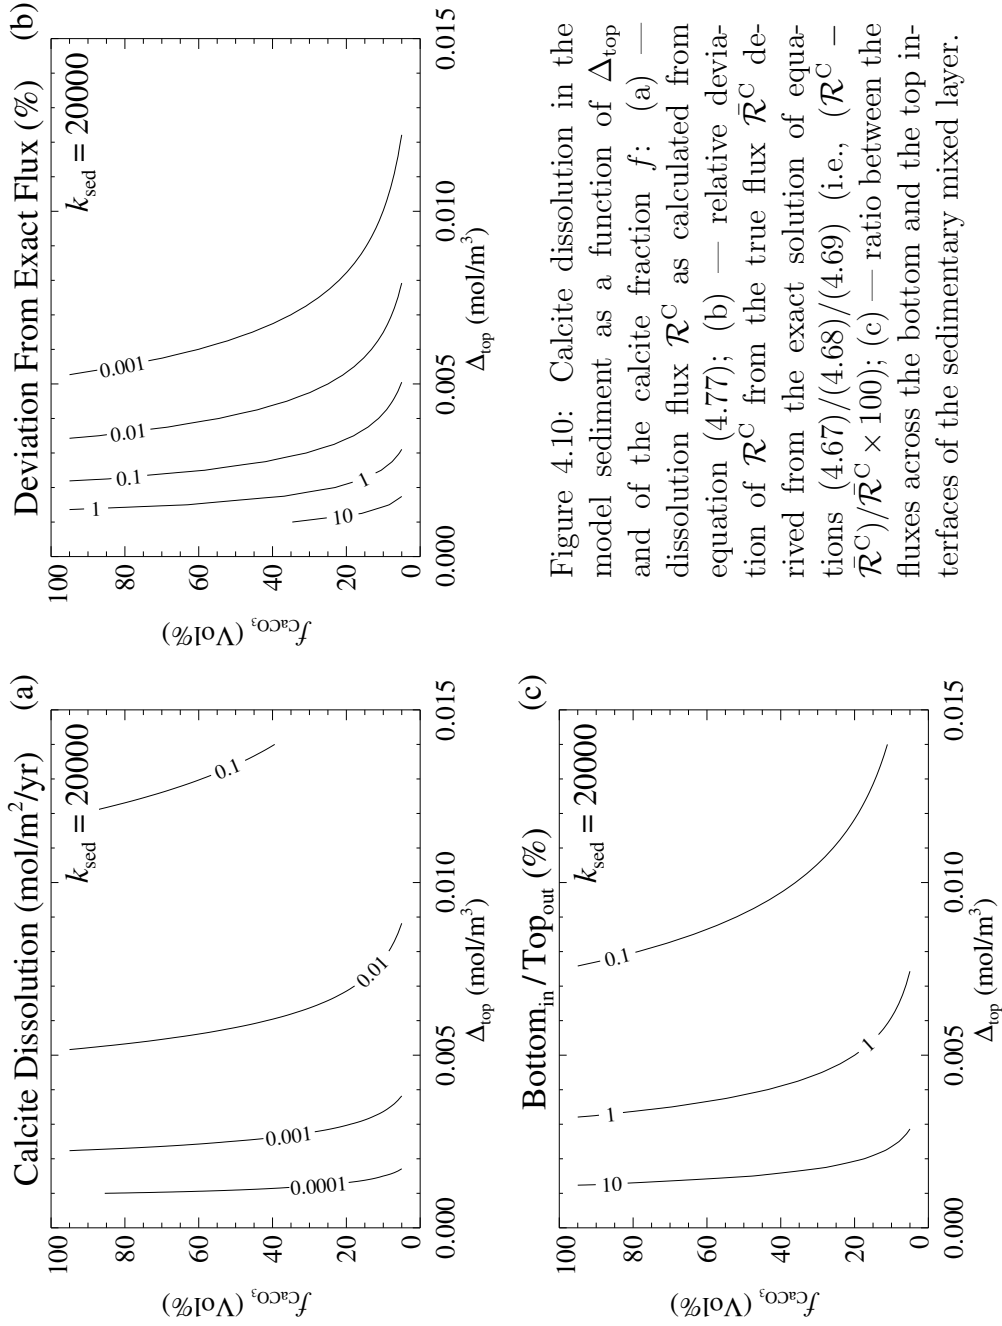 (a)
Calcite Dissolution (mol/m²/yr)
k_sed = 20000
100
80
60
40
20
0
f_CaCO₃ (Vol%)
0.0001
0.001
0.01
0.1
0.000
0.005
0.010
0.015
Δ_top (mol/m³)
(b)
Deviation From Exact Flux (%)
k_sed = 20000
100
80
60
40
20
0
f_CaCO₃ (Vol%)
10
1
1
0.1
0.01
0.001
0.000
0.005
0.010
0.015
Δ_top (mol/m³)
(c)
Bottom_in / Top_out (%)
k_sed = 20000
100
80
60
40
20
0
f_CaCO₃ (Vol%)
10
1
1
0.1
0.000
0.005
0.010
0.015
Δ_top (mol/m³)
Figure 4.10: Calcite dissolution in the
model sediment as a function of Δ_top
and of the calcite fraction f: (a) —
dissolution flux ℛ^C as calculated from
equation (4.77); (b) — relative devia-
tion of ℛ^C from the true flux ℛ̄^C de-
rived from the exact solution of equa-
tions (4.67)/(4.68)/(4.69) (i.e., (ℛ^C −
ℛ̄^C)/ℛ̄^C × 100); (c) — ratio between the
fluxes across the bottom and the top in-
terfaces of the sedimentary mixed layer.